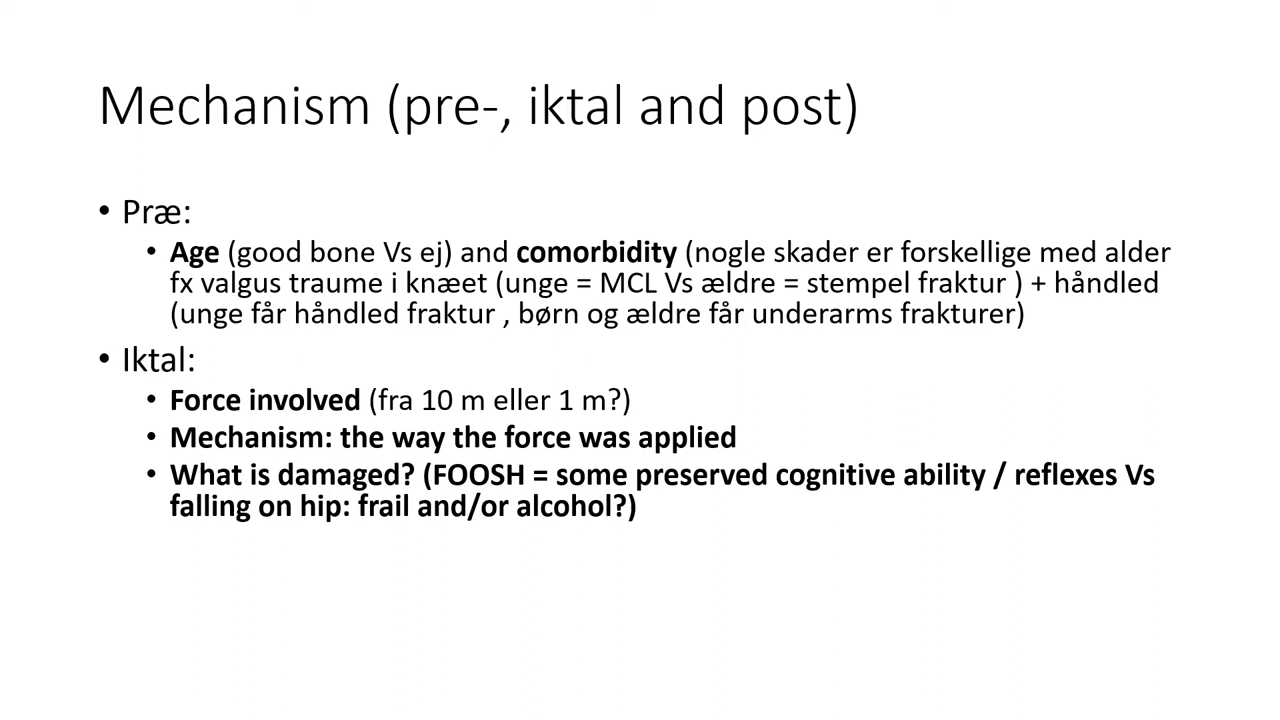 Mechanism (pre-, iktal and post)
• Præ:
• Age (good bone Vs ej) and comorbidity (nogle skader er forskellige med alder
fx valgus traume i knæet (unge = MCL Vs ældre = stempel fraktur ) + håndled
(unge får håndled fraktur , børn og ældre får underarms frakturer)
• Iktal:
• Force involved (fra 10 m eller 1 m?)
• Mechanism: the way the force was applied
• What is damaged? (FOOSH = some preserved cognitive ability / reflexes Vs
falling on hip: frail and/or alcohol?)